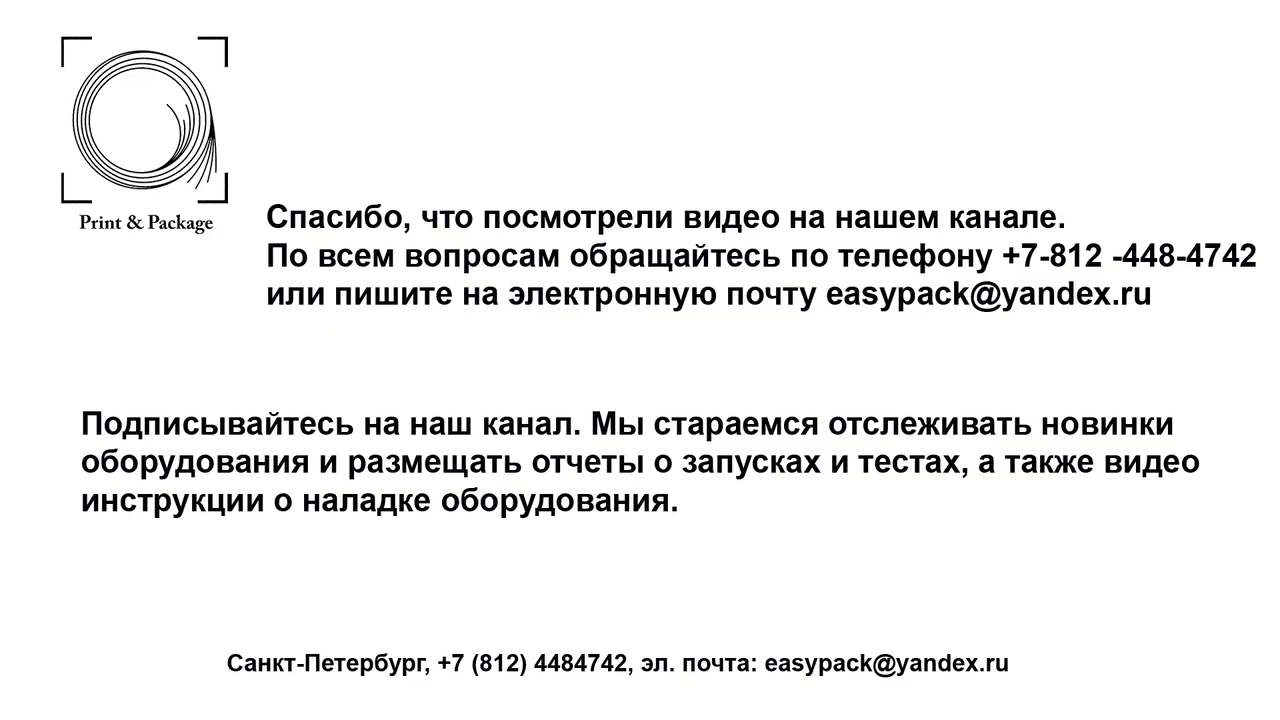 Print & Package
Спасибо, что посмотрели видео на нашем канале.
По всем вопросам обращайтесь по телефону +7-812 -448-4742
или пишите на электронную почту easypack@yandex.ru
Подписывайтесь на наш канал. Мы стараемся отслеживать новинки
оборудования и размещать отчеты о запусках и тестах, а также видео
инструкции о наладке оборудования.
Санкт-Петербург, +7 (812) 4484742, эл. почта: easypack@yandex.ru